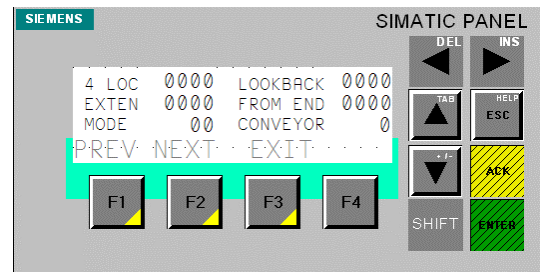 SIEMENS
SIMATIC PANEL
DEL
INS
4 LOC 0000 LOOKBACK 0000
EXTEN 0000 FROM END 0000
MODE 00 CONVEYOR 0
PREV NEXT EXIT
TAB
HELP
ESC
+/-
ACK
F1 F2 F3 F4
SHIFT
ENTER